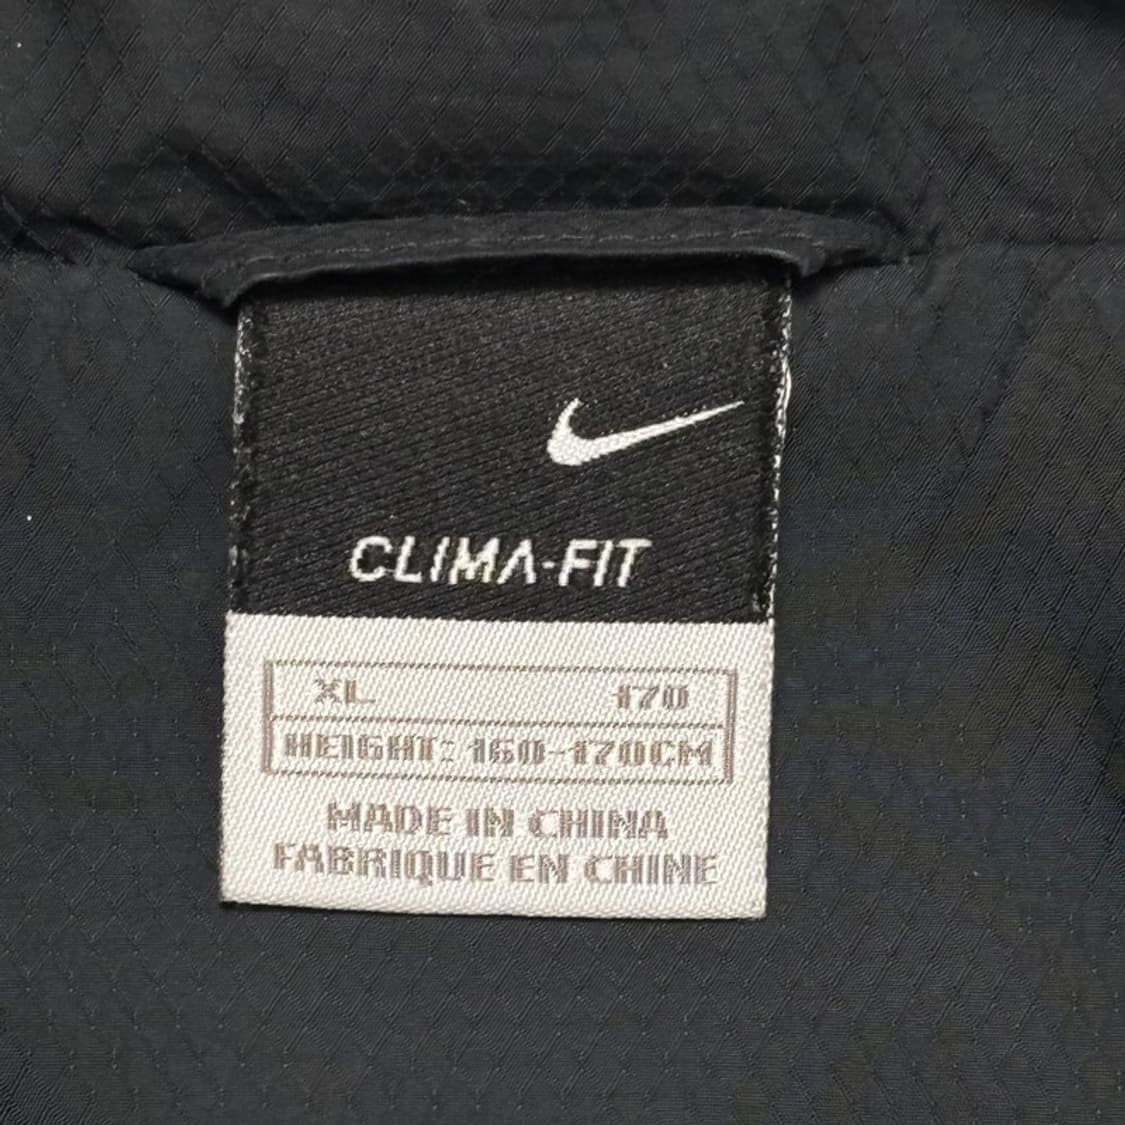 CLIMA-FIT
XL 170
HEIGHT: 160-170CM
MADE IN CHINA
FABRIQUE EN CHINE